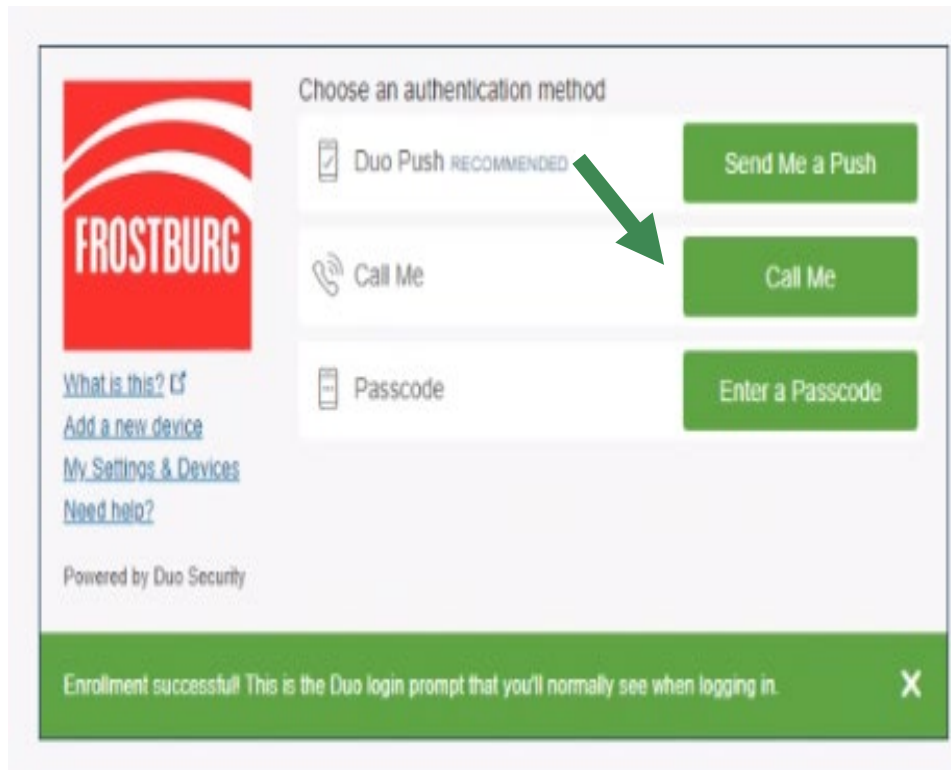 Choose an authentication method
Duo Push RECOMMENDED
Send Me a Push
FROSTBURG
Call Me
Call Me
Passcode
Enter a Passcode
What is this?
Add a new device
My Settings & Devices
Need help?
Powered by Duo Security
Enrollment successful! This is the Duo login prompt that you'll normally see when logging in. X